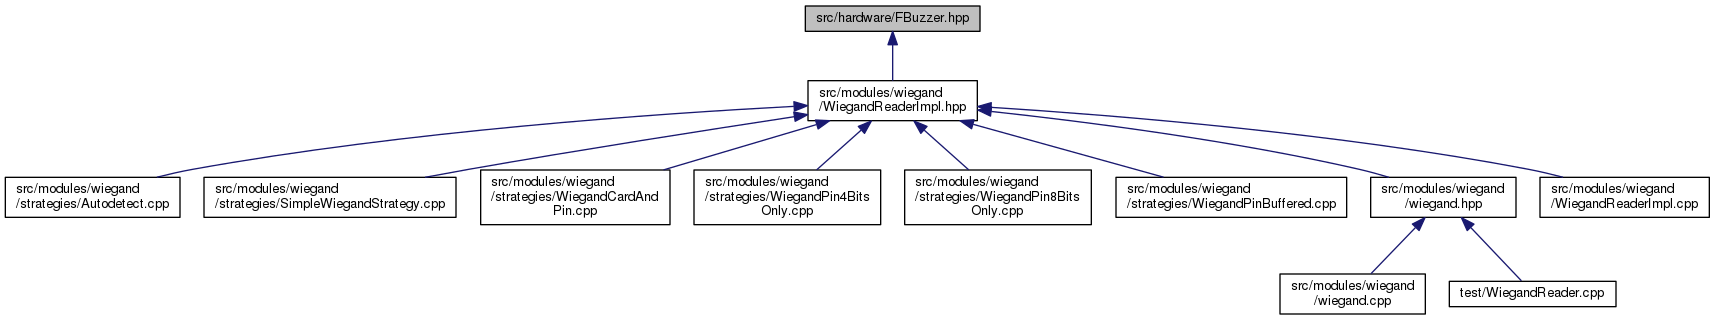 src/hardware/FBuzzer.hpp
src/modules/wiegand
/WiegandReaderImpl.hpp
src/modules/wiegand
/strategies/Autodetect.cpp
src/modules/wiegand
/strategies/SimpleWiegandStrategy.cpp
src/modules/wiegand
/strategies/WiegandCardAnd
Pin.cpp
src/modules/wiegand
/strategies/WiegandPin4Bits
Only.cpp
src/modules/wiegand
/strategies/WiegandPin8Bits
Only.cpp
src/modules/wiegand
/strategies/WiegandPinBuffered.cpp
src/modules/wiegand
/wiegand.hpp
src/modules/wiegand
/WiegandReaderImpl.cpp
src/modules/wiegand
/wiegand.cpp
test/WiegandReader.cpp